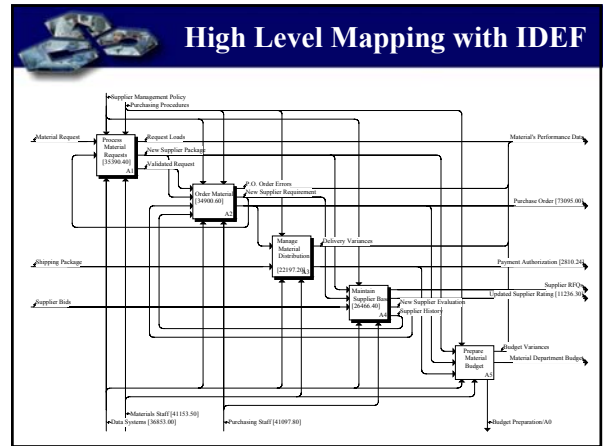 High Level Mapping with IDEF
Supplier Management Policy
Purchasing Procedures
Material Request
Process
Material
Requests
[35390.40]
A1
Request Loads
New Supplier Package
Validated Request
Material's Performance Data
Order Material
[34900.60]
A2
P.O. Order Errors
New Supplier Requirement
Purchase Order [73095.00]
Manage
Material
Distribution
[22197.20]
A3
Delivery Variances
Shipping Package
Payment Authorization [2810.24]
Supplier Bids
Maintain
Supplier Base
[26466.40]
A4
Supplier RFQs
Updated Supplier Rating [11236.30]
New Supplier Evaluation
Supplier History
Prepare
Material
Budget
A5
Budget Variances
Material Department Budget
Materials Staff [41153.50]
Data Systems [36853.00]
Purchasing Staff [41097.80]
Budget Preparation/A0